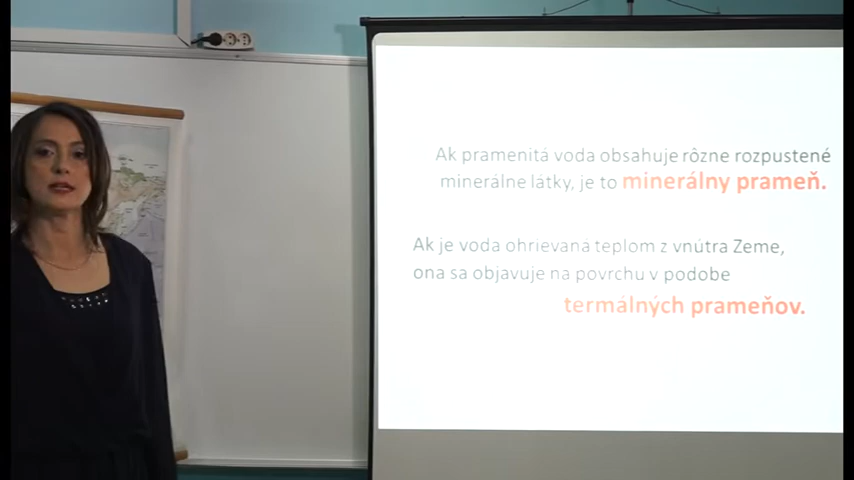 Ak pramenitá voda obsahuje rôzne rozpustené
minerálne látky, je to minerálny prameň.
Ak je voda ohrievaná teplom z vnútra Zeme,
ona sa objavuje na povrchu v podobe
termálnych prameňov.